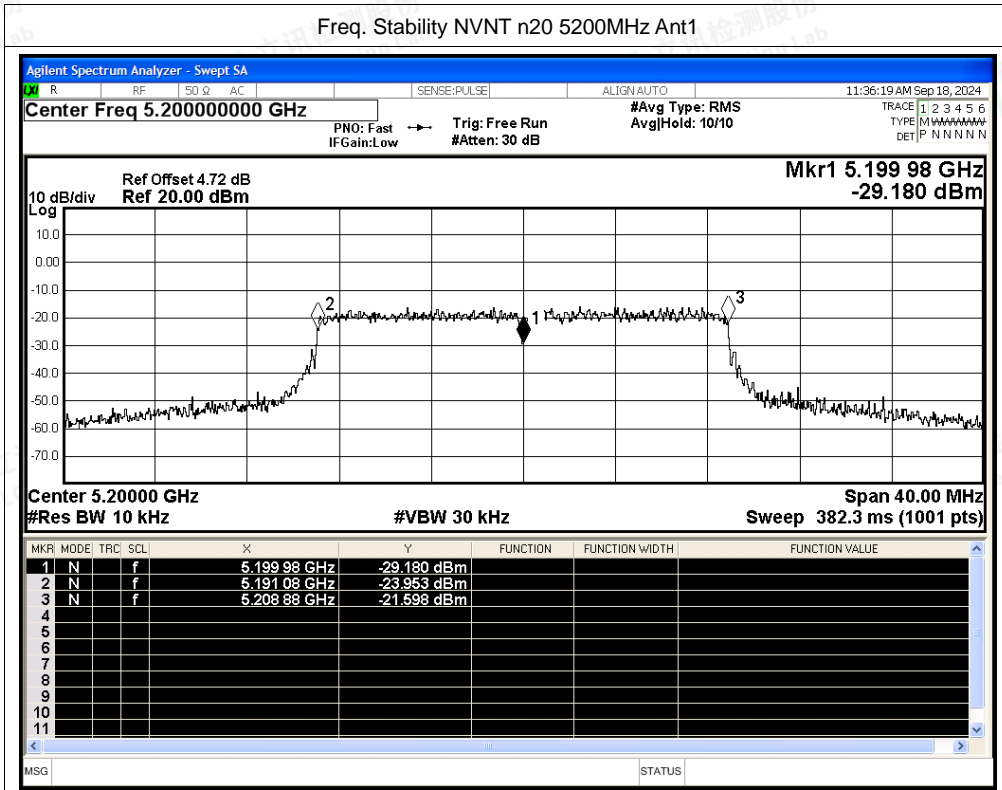 Freq. Stability NVNT n20 5200MHz Ant1
Agilent Spectrum Analyzer - Swept SA
LXI R RF 50 Ω AC SENSE:PULSE ALIGN AUTO 11:36:19 AM Sep 18, 2024
Center Freq 5.200000000 GHz #Avg Type: RMS TRACE 1 2 3 4 5 6
PNO: Fast Trig: Free Run Avg|Hold: 10/10 TYPE M WWWWW
IFGain:Low #Atten: 30 dB DET P N N N N N
Mkr1 5.199 98 GHz
Ref Offset 4.72 dB
10 dB/div Ref 20.00 dBm -29.180 dBm
Log
10.0
0.00
-10.0
-20.0
-30.0
-40.0
-50.0
-60.0
-70.0
2 1 3
Center 5.20000 GHz Span 40.00 MHz
#Res BW 10 kHz #VBW 30 kHz Sweep 382.3 ms (1001 pts)
MKR MODE TRC SCL X Y FUNCTION FUNCTION WIDTH FUNCTION VALUE
1 N f 5.199 98 GHz -29.180 dBm
2 N f 5.191 08 GHz -23.953 dBm
3 N f 5.208 88 GHz -21.598 dBm
4
5
6
7
8
9
10
11
MSG STATUS